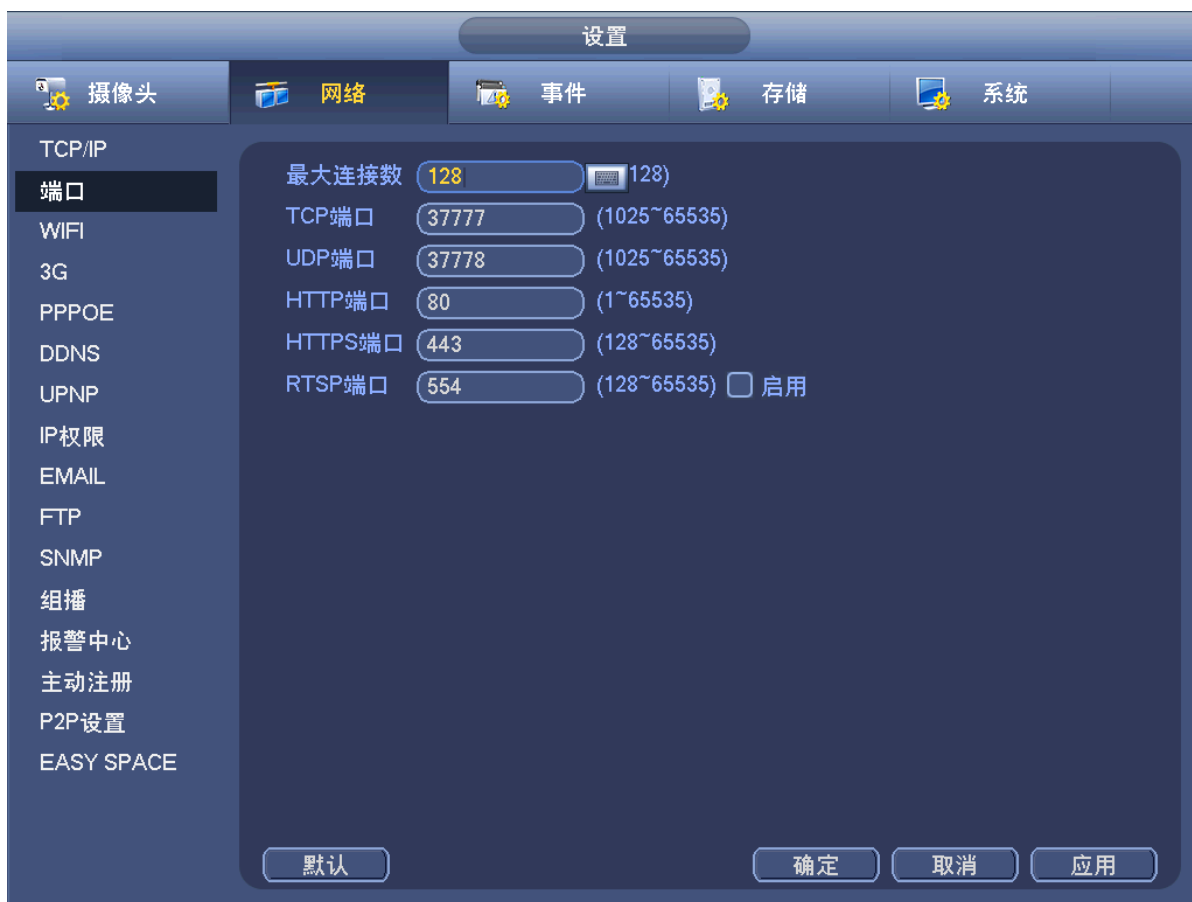 设置
摄像头 网络 事件 存储 系统
TCP/IP
端口
WIFI
3G
PPPOE
DDNS
UPNP
IP权限
EMAIL
FTP
SNMP
组播
报警中心
主动注册
P2P设置
EASY SPACE
最大连接数 128 128)
TCP端口 37777 (1025~65535)
UDP端口 37778 (1025~65535)
HTTP端口 80 (1~65535)
HTTPS端口 443 (128~65535)
RTSP端口 554 (128~65535) 启用
默认 确定 取消 应用